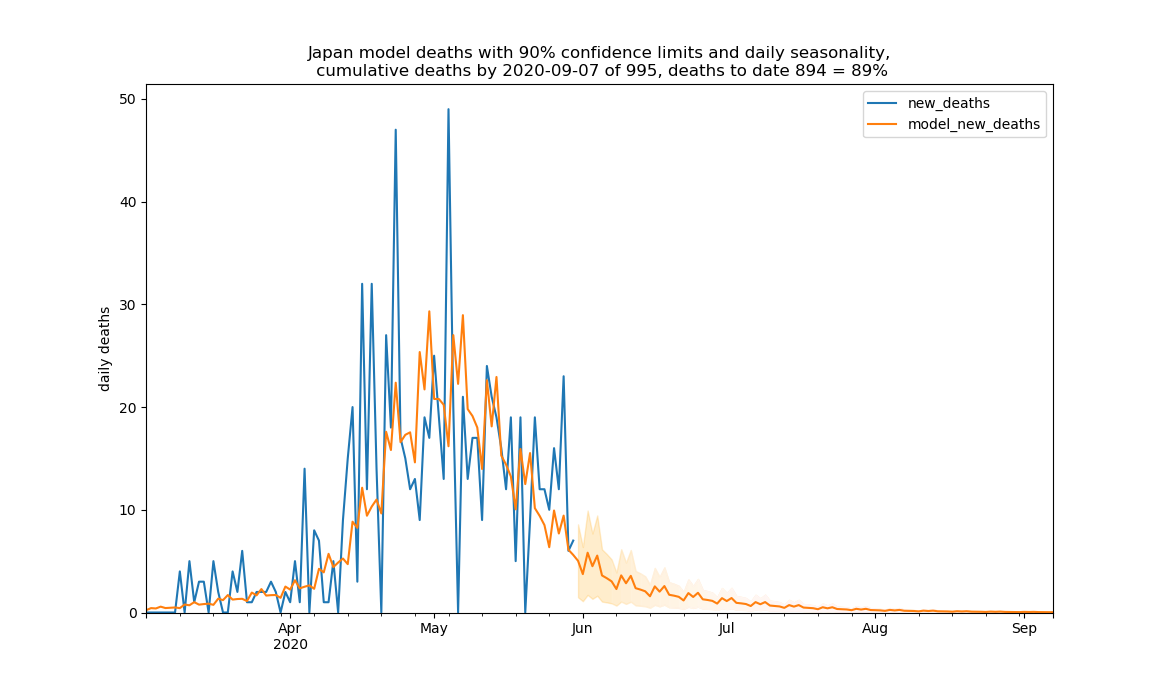 Japan model deaths with 90% confidence limits and daily seasonality,
cumulative deaths by 2020-09-07 of 995, deaths to date 894 = 89%
new_deaths
model_new_deaths
daily deaths
50
40
30
20
10
0
Apr
2020
May
Jun
Jul
Aug
Sep